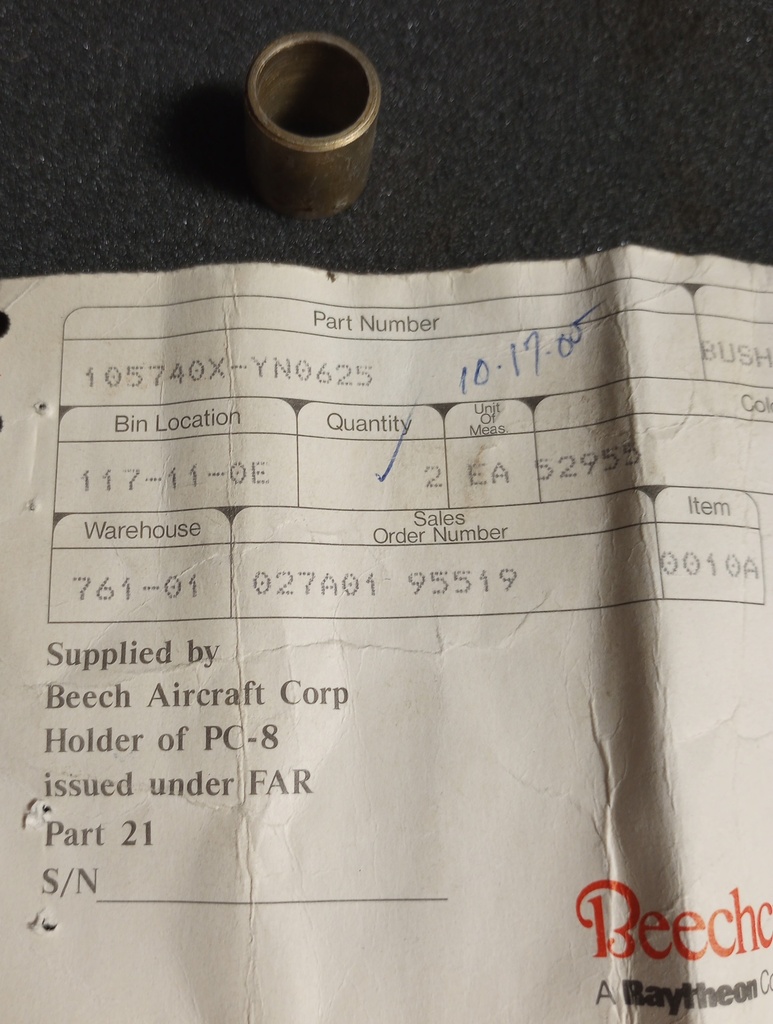 Part Number
105740X-YN0625
10.17.00
BUSH
Bin Location
Quantity
Unit
Of
Meas.
117-11-0E
2
EA
52955
Warehouse
Sales
Order Number
Item
761-01
027A01 95519
0010A
Supplied by
Beech Aircraft Corp
Holder of PC-8
issued under FAR
Part 21
S/N
Beechc
A Raytheon Co